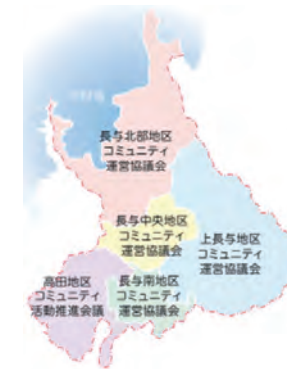 長与北部地区
コミュニティ
運営協議会
長与中央地区
コミュニティ
運営協議会
上長与地区
コミュニティ
運営協議会
高田地区
コミュニティ
活動推進会議
長与南地区
コミュニティ
運営協議会